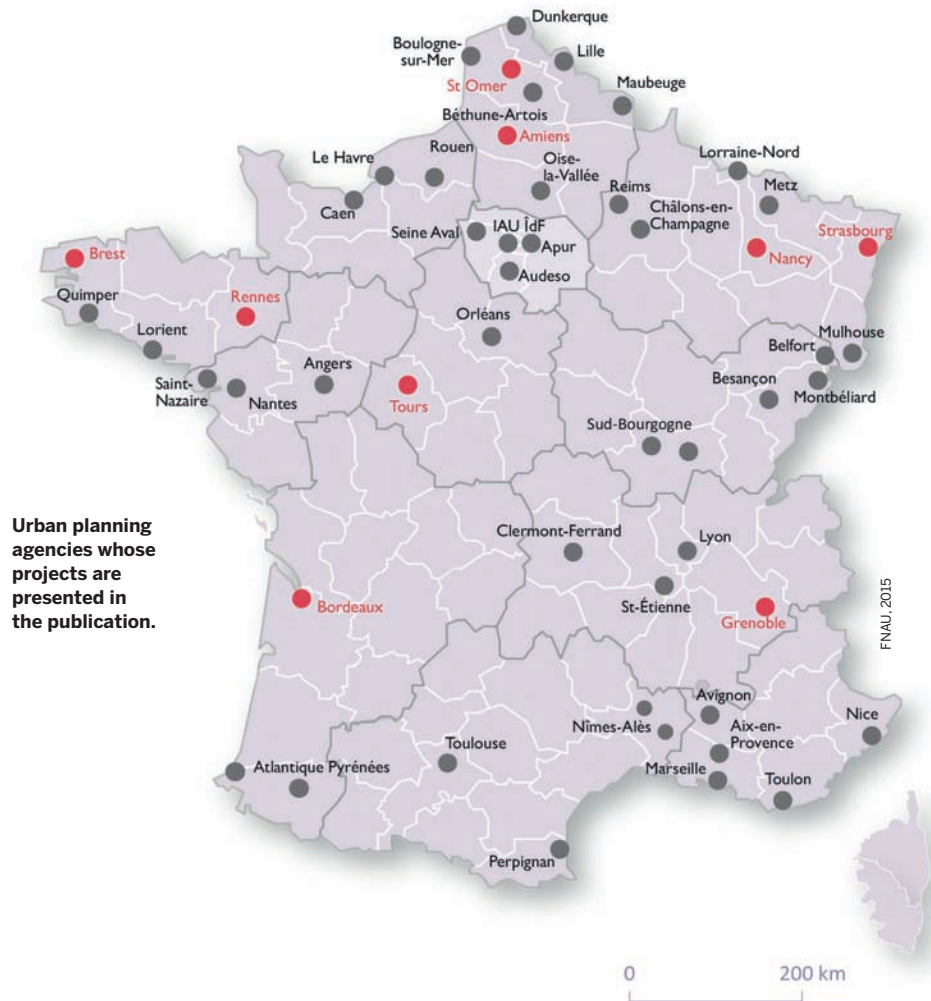 Dunkerque
Boulogne-
sur-Mer
Lille
St Omer
Maubeuge
Béthune-Artois
Amiens
Le Havre
Rouen
Oise-
la-Vallée
Lorraine-Nord
Metz
Reims
Châlons-en-
Champagne
Caen
Seine Aval
IAU ÎdF
Apur
Audeso
Nancy
Strasbourg
Brest
Quimper
Rennes
Lorient
Orléans
Mulhouse
Belfort
Montbéliard
Besançon
Saint-
Nazaire
Nantes
Angers
Tours
Sud-Bourgogne
Urban planning
agencies whose
projects are
presented in
the publication.
Clermont-Ferrand
Lyon
St-Étienne
Bordeaux
Grenoble
FNAU, 2015
Avignon
Nîmes-Alès
Aix-en-
Provence
Nice
Marseille
Toulon
Toulouse
Atlantique Pyrénées
Perpignan
0 200 km